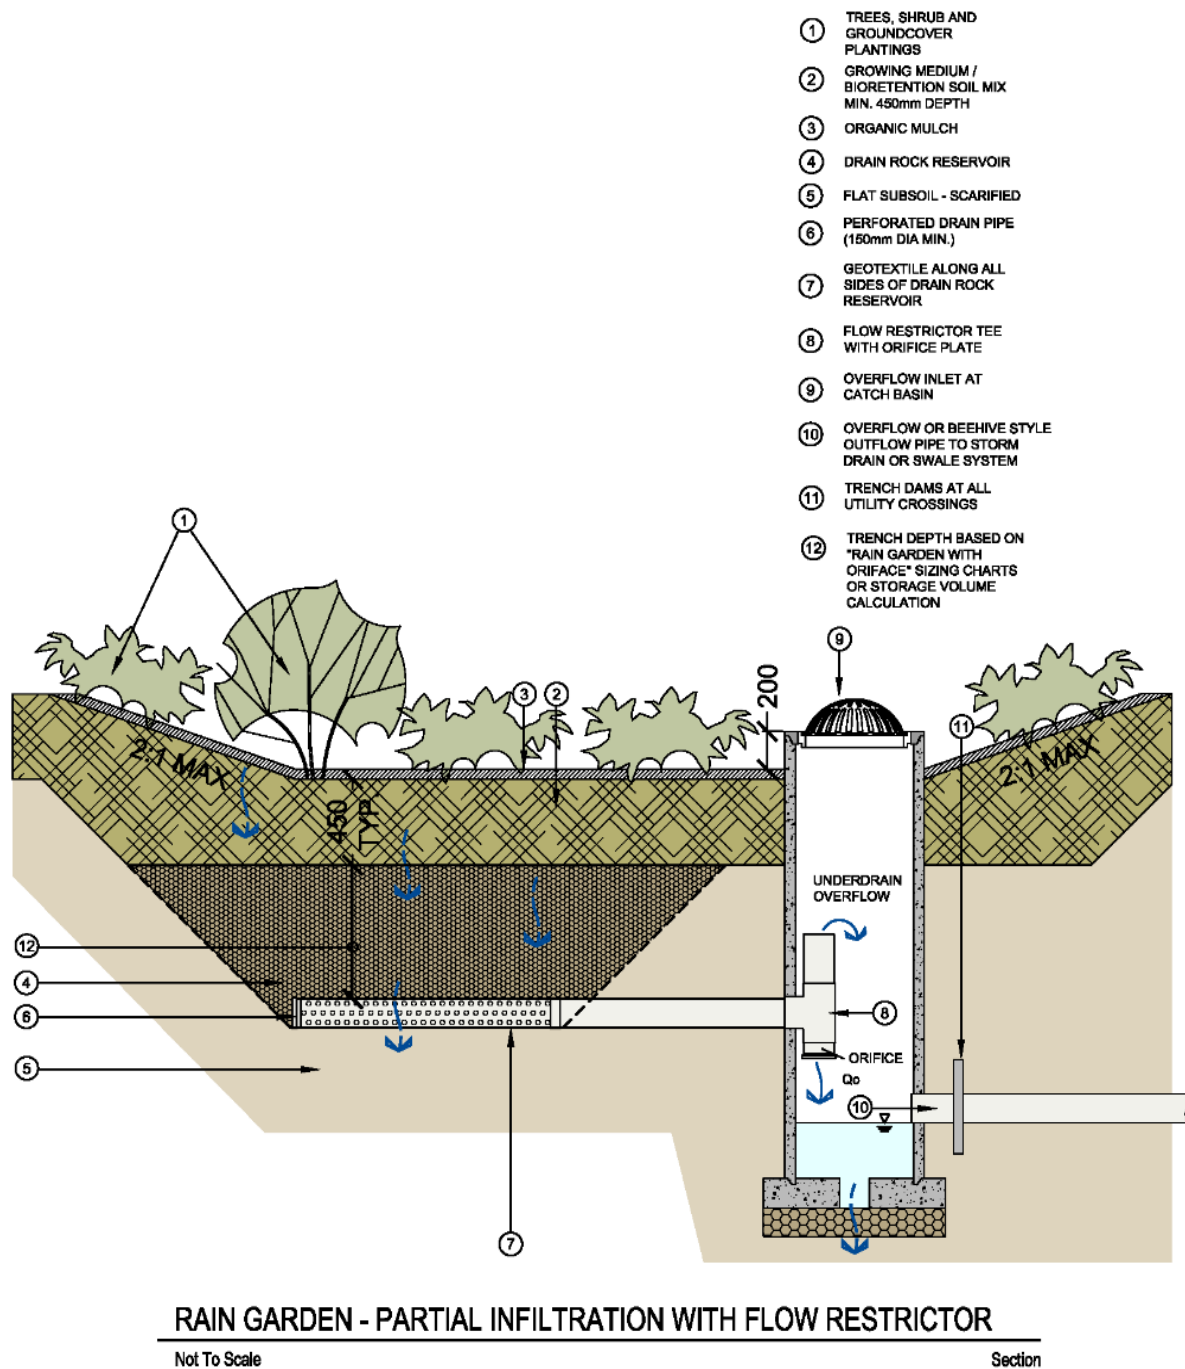 1 TREES, SHRUB AND
GROUNDCOVER
PLANTINGS
2 GROWING MEDIUM /
BIORETENTION SOIL MIX
MIN. 450mm DEPTH
3 ORGANIC MULCH
4 DRAIN ROCK RESERVOIR
5 FLAT SUBSOIL - SCARIFIED
6 PERFORATED DRAIN PIPE
(150mm DIA MIN.)
7 GEOTEXTILE ALONG ALL
SIDES OF DRAIN ROCK
RESERVOIR
8 FLOW RESTRICTOR TEE
WITH ORIFICE PLATE
9 OVERFLOW INLET AT
CATCH BASIN
10 OVERFLOW OR BEEHIVE STYLE
OUTFLOW PIPE TO STORM
DRAIN OR SWALE SYSTEM
11 TRENCH DAMS AT ALL
UTILITY CROSSINGS
12 TRENCH DEPTH BASED ON
"RAIN GARDEN WITH
ORIFACE" SIZING CHARTS
OR STORAGE VOLUME
CALCULATION
1
9
3
2
200
11
2:1 MAX
2:1 MAX
450
TYP.
UNDERDRAIN
OVERFLOW
12
4
6
8
5
ORIFICE
Qo
10
7
RAIN GARDEN - PARTIAL INFILTRATION WITH FLOW RESTRICTOR
Not To Scale
Section